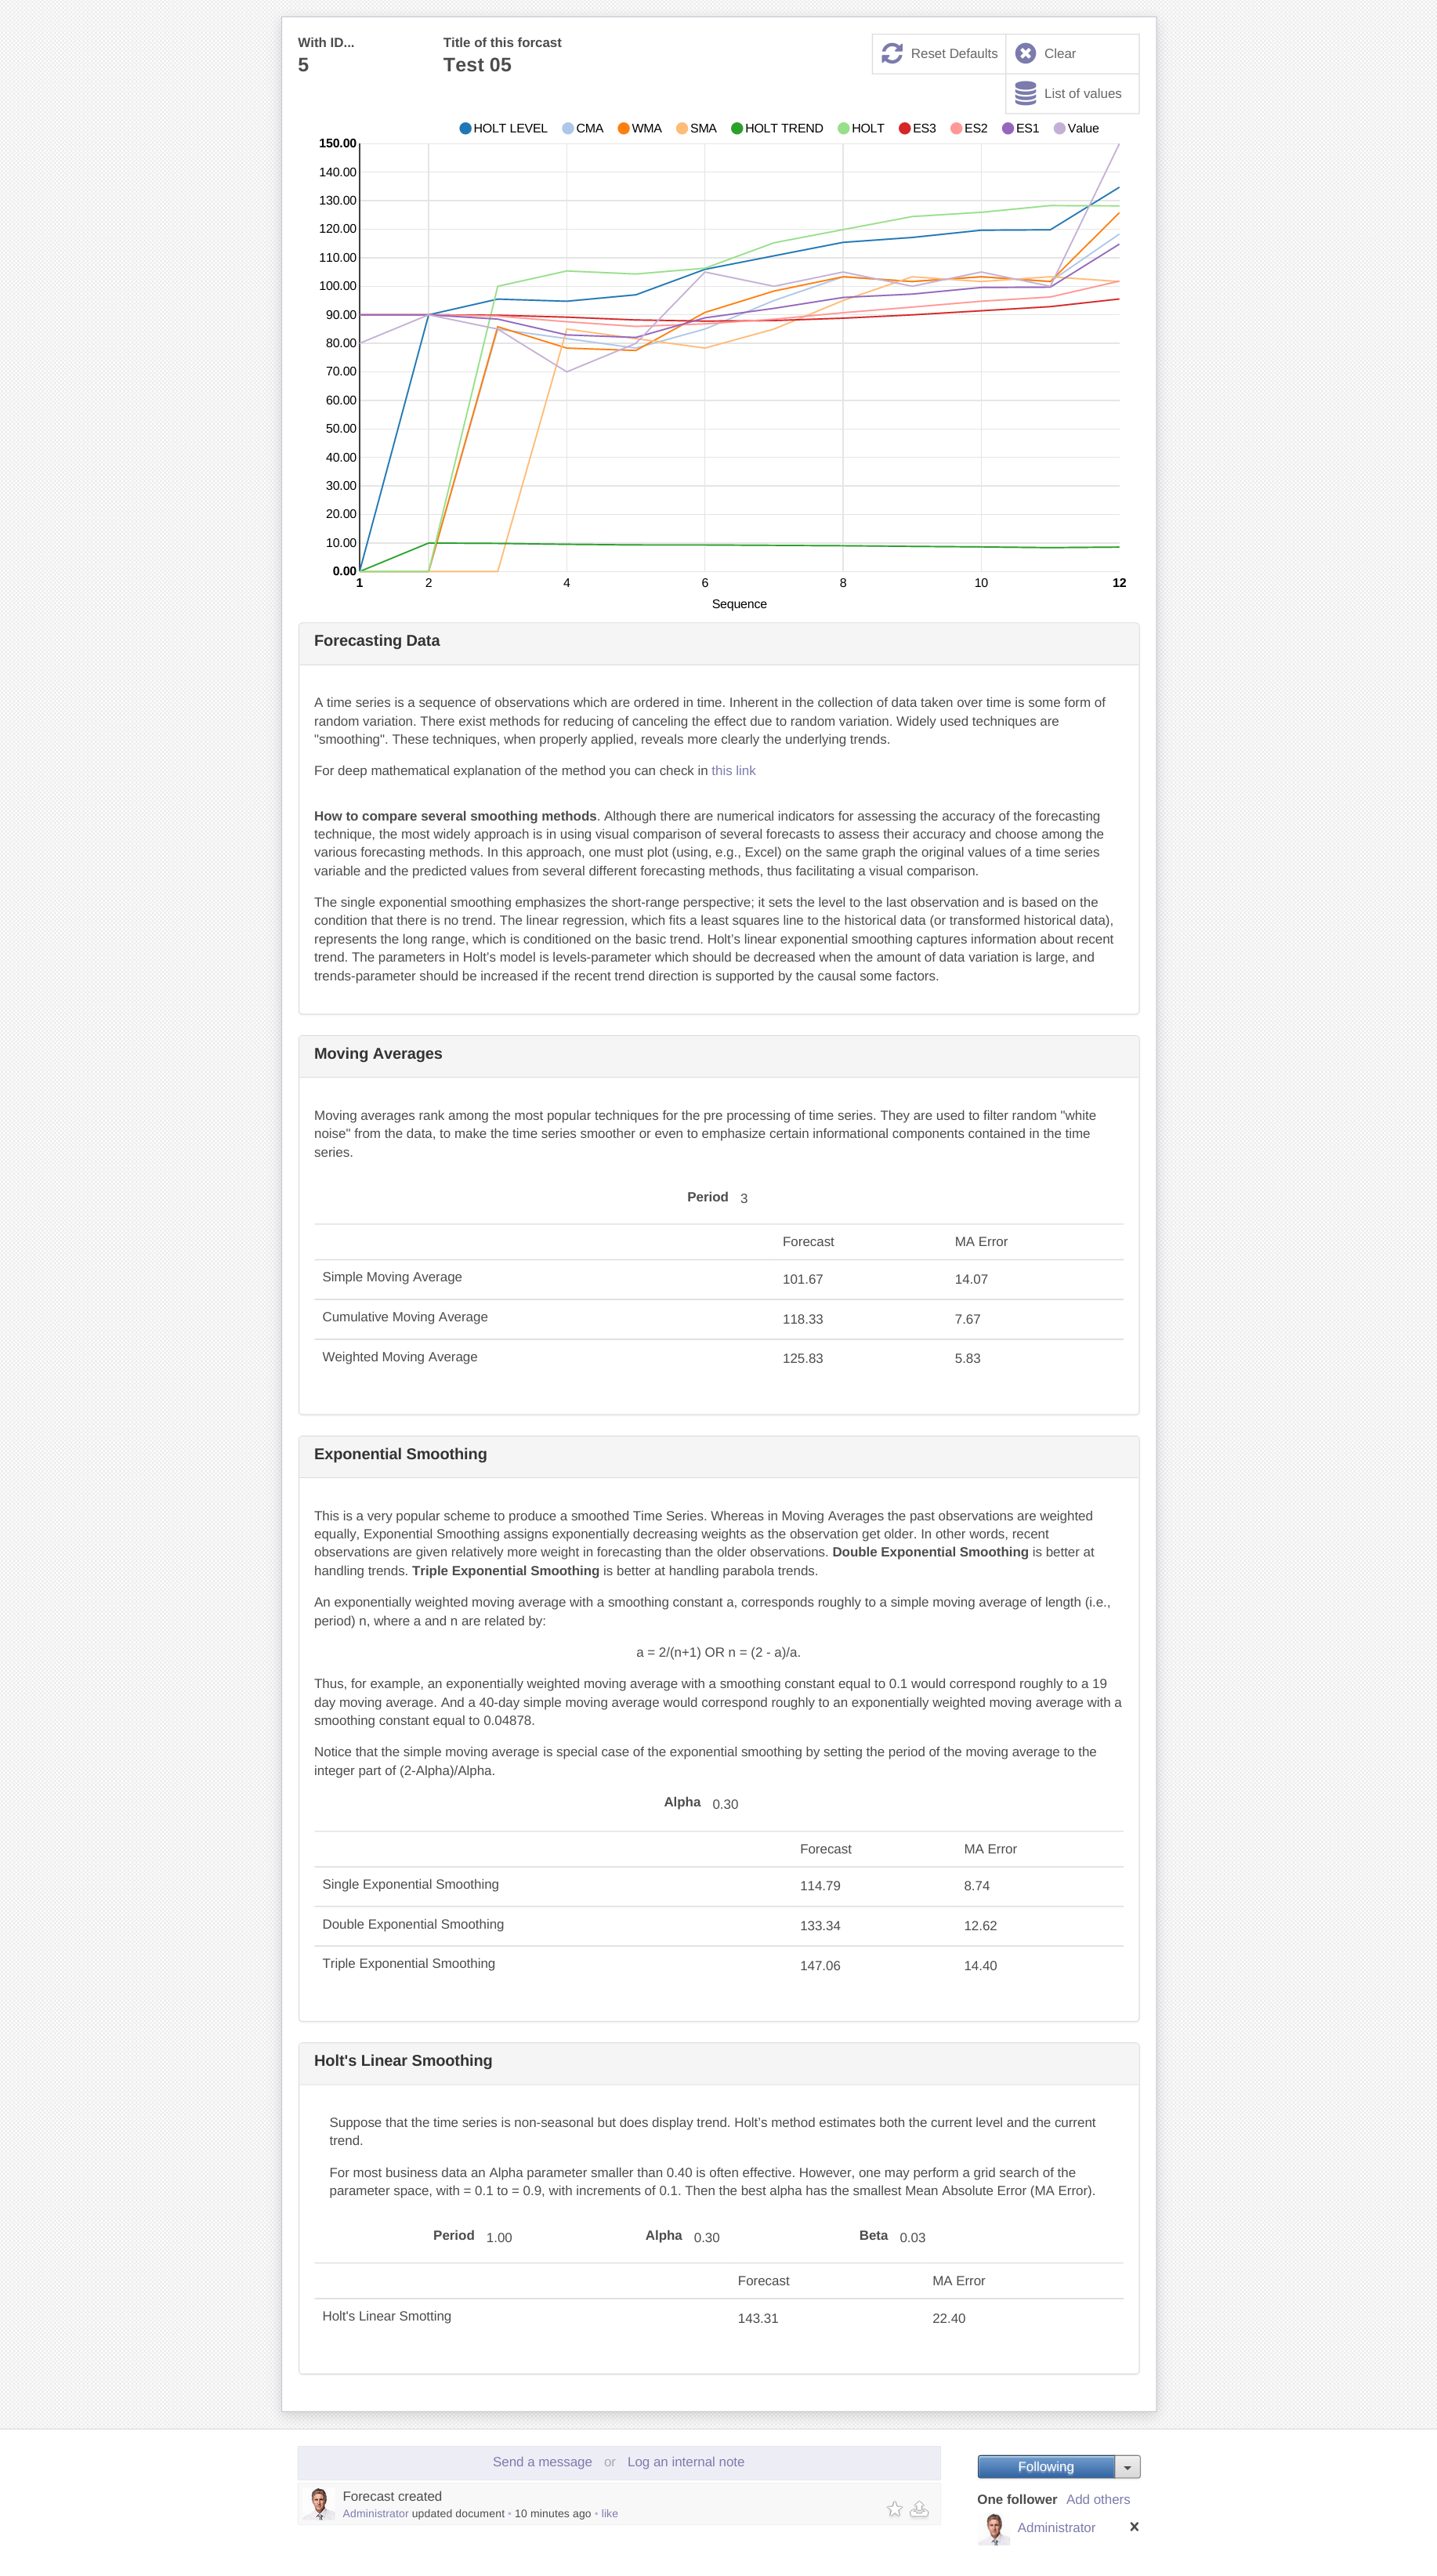 With ID...
5
Title of this forcast
Test 05
Reset Defaults
Clear
List of values
HOLT LEVEL CMA WMA SMA HOLT TREND HOLT ES3 ES2 ES1 Value
150.00
140.00
130.00
120.00
110.00
100.00
90.00
80.00
70.00
60.00
50.00
40.00
30.00
20.00
10.00
0.00
1 2 4 6 8 10 12
Sequence
Forecasting Data
A time series is a sequence of observations which are ordered in time. Inherent in the collection of data taken over time is some form of
random variation. There exist methods for reducing of canceling the effect due to random variation. Widely used techniques are
"smoothing". These techniques, when properly applied, reveals more clearly the underlying trends.
For deep mathematical explanation of the method you can check in this link
How to compare several smoothing methods. Although there are numerical indicators for assessing the accuracy of the forecasting
technique, the most widely approach is in using visual comparison of several forecasts to assess their accuracy and choose among the
various forecasting methods. In this approach, one must plot (using, e.g., Excel) on the same graph the original values of a time series
variable and the predicted values from several different forecasting methods, thus facilitating a visual comparison.
The single exponential smoothing emphasizes the short-range perspective; it sets the level to the last observation and is based on the
condition that there is no trend. The linear regression, which fits a least squares line to the historical data (or transformed historical data),
represents the long range, which is conditioned on the basic trend. Holt's linear exponential smoothing captures information about recent
trend. The parameters in Holt's model is levels-parameter which should be decreased when the amount of data variation is large, and
trends-parameter should be increased if the recent trend direction is supported by the causal some factors.
Moving Averages
Moving averages rank among the most popular techniques for the pre processing of time series. They are used to filter random "white
noise" from the data, to make the time series smoother or even to emphasize certain informational components contained in the time
series.
Period 3
Forecast MA Error
Simple Moving Average 101.67 14.07
Cumulative Moving Average 118.33 7.67
Weighted Moving Average 125.83 5.83
Exponential Smoothing
This is a very popular scheme to produce a smoothed Time Series. Whereas in Moving Averages the past observations are weighted
equally, Exponential Smoothing assigns exponentially decreasing weights as the observation get older. In other words, recent
observations are given relatively more weight in forecasting than the older observations. Double Exponential Smoothing is better at
handling trends. Triple Exponential Smoothing is better at handling parabola trends.
An exponentially weighted moving average with a smoothing constant a, corresponds roughly to a simple moving average of length (i.e.,
period) n, where a and n are related by:
a = 2/(n+1) OR n = (2 - a)/a.
Thus, for example, an exponentially weighted moving average with a smoothing constant equal to 0.1 would correspond roughly to a 19
day moving average. And a 40-day simple moving average would correspond roughly to an exponentially weighted moving average with a
smoothing constant equal to 0.04878.
Notice that the simple moving average is special case of the exponential smoothing by setting the period of the moving average to the
integer part of (2-Alpha)/Alpha.
Alpha 0.30
Forecast MA Error
Single Exponential Smoothing 114.79 8.74
Double Exponential Smoothing 133.34 12.62
Triple Exponential Smoothing 147.06 14.40
Holt's Linear Smoothing
Suppose that the time series is non-seasonal but does display trend. Holt's method estimates both the current level and the current
trend.
For most business data an Alpha parameter smaller than 0.40 is often effective. However, one may perform a grid search of the
parameter space, with = 0.1 to = 0.9, with increments of 0.1. Then the best alpha has the smallest Mean Absolute Error (MA Error).
Period 1.00 Alpha 0.30 Beta 0.03
Forecast MA Error
Holt's Linear Smotting 143.31 22.40
Send a message or Log an internal note
Forecast created
Administrator updated document • 10 minutes ago • like
Following
One follower Add others
Administrator x